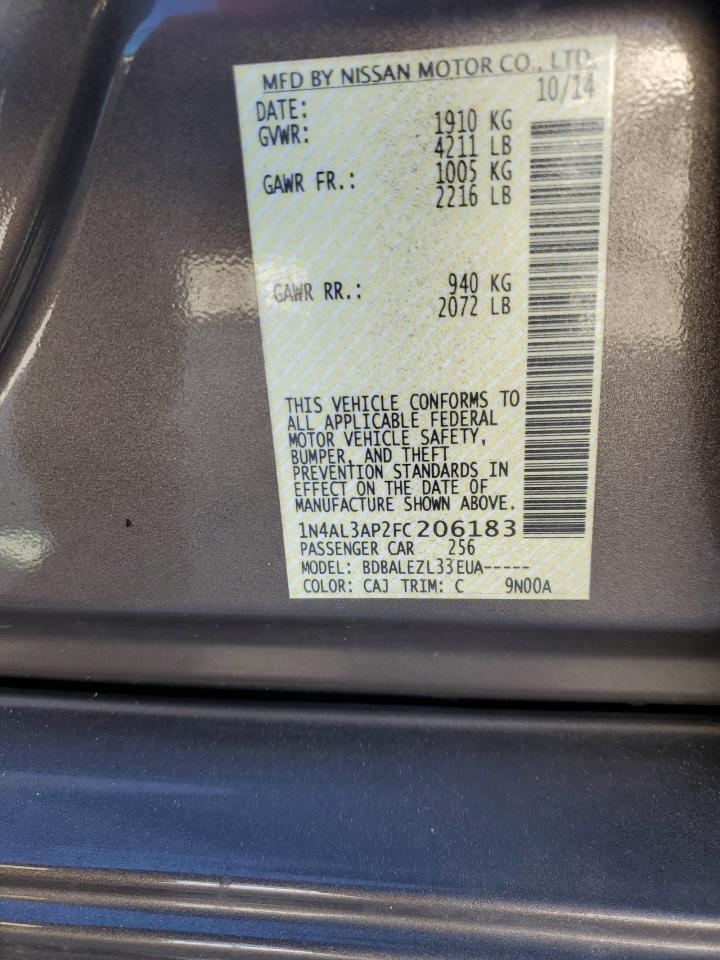 MFD BY NISSAN MOTOR CO., LTD.
DATE: 10/14
GVWR: 1910 KG
4211 LB
GAWR FR.: 1005 KG
2216 LB
GAWR RR.: 940 KG
2072 LB
THIS VEHICLE CONFORMS TO
ALL APPLICABLE FEDERAL
MOTOR VEHICLE SAFETY,
BUMPER, AND THEFT
PREVENTION STANDARDS IN
EFFECT ON THE DATE OF
MANUFACTURE SHOWN ABOVE.
1N4AL3AP2FC206183
PASSENGER CAR 256
MODEL: BDBALEZL33EUA-----
COLOR: CAJ TRIM: C 9N00A